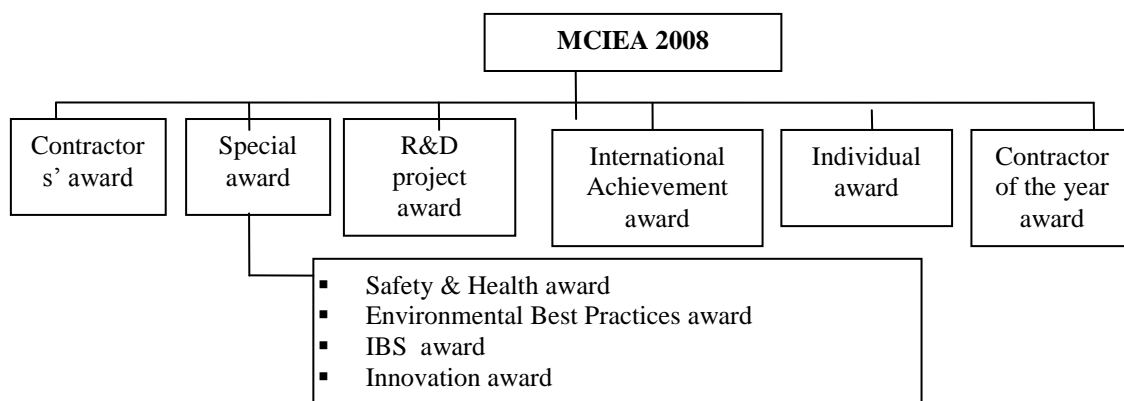 MCIEA 2008
Contractor
s’ award
Special
award
R&D
project
award
International
Achievement
award
Individual
award
Contractor
of the year
award
▪ Safety & Health award
▪ Environmental Best Practices award
▪ IBS award
▪ Innovation award